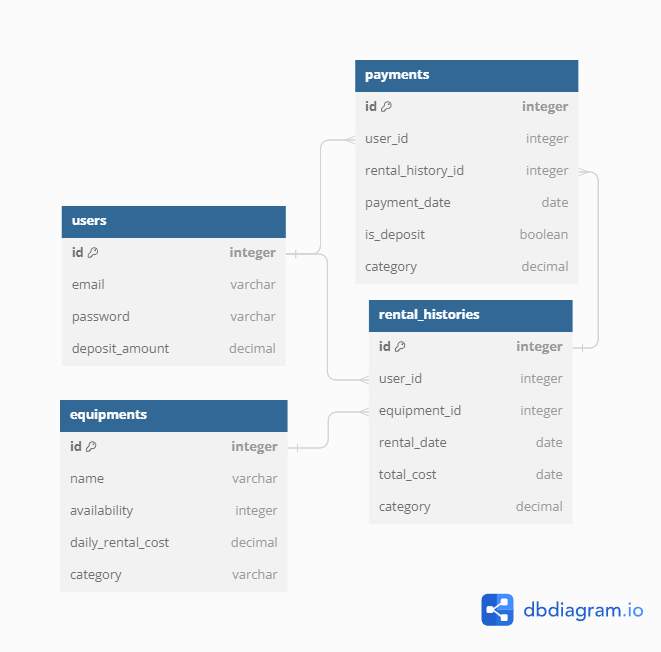 payments
id integer
user_id integer
rental_history_id integer
payment_date date
is_deposit boolean
category decimal
users
id integer
email varchar
password varchar
deposit_amount decimal
rental_histories
id integer
user_id integer
equipment_id integer
rental_date date
total_cost date
category decimal
equipments
id integer
name varchar
availability integer
daily_rental_cost decimal
category varchar
dbdiagram.io